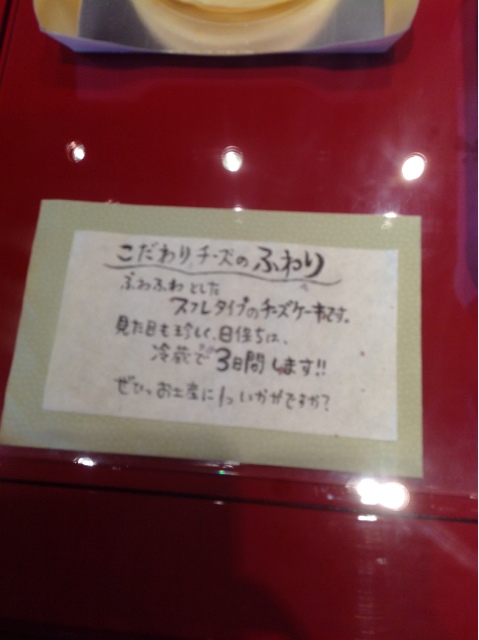 こだわりチーズのふわり
ふわふわとした
スフレタイプのチーズケーキです。
見た目も珍しく、日保ちは、
冷蔵で3日間します!!
ぜひっお土産に1ついかがですか?